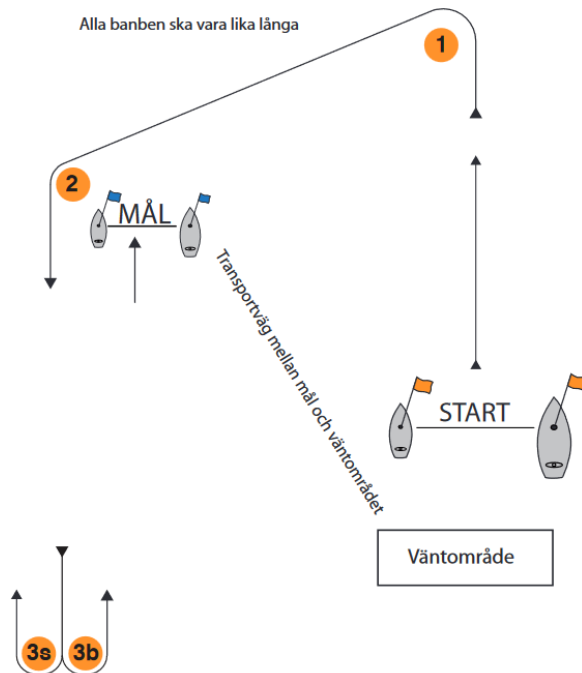 Alla banben ska vara lika långa
1
2
MÅL
Transportväg mellan mål och väntområdet
START
Väntområde
3s 3b